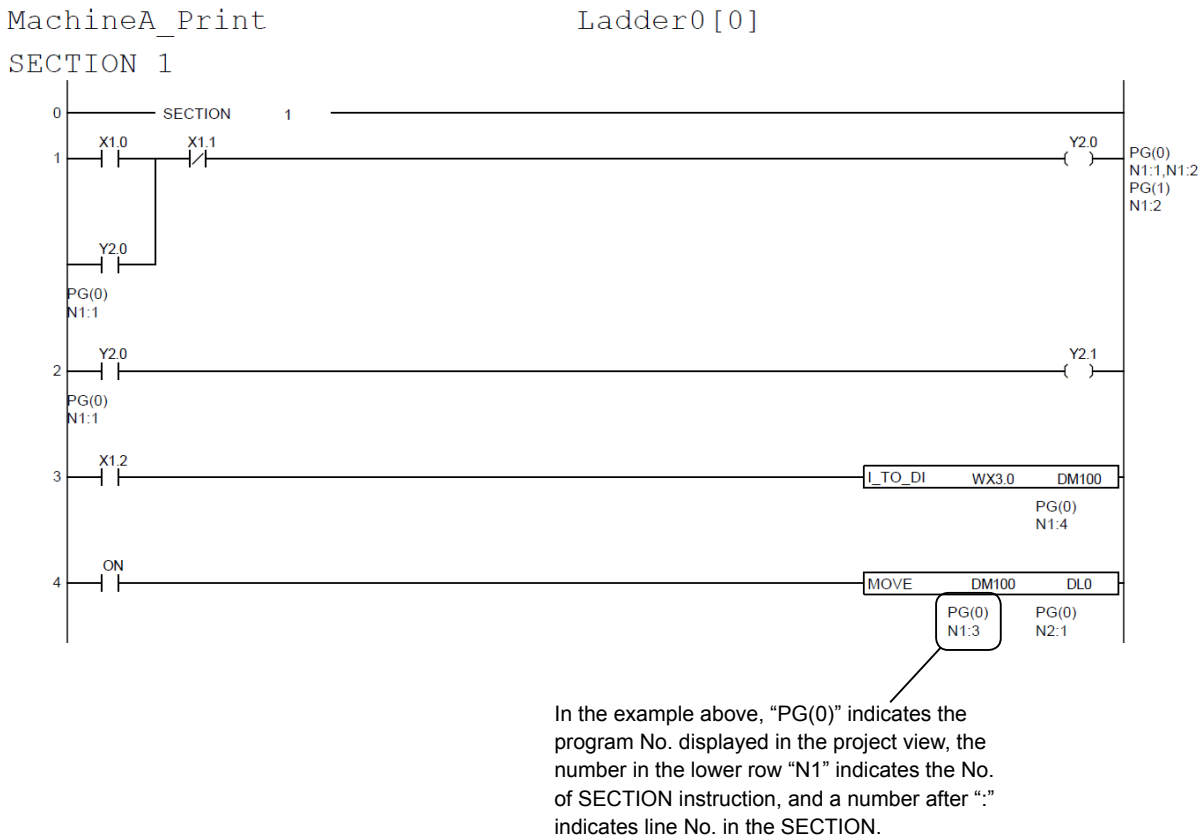 MachineA_Print Ladder0[0]
SECTION 1
0 SECTION 1
X1.0 X1.1 Y2.0
1
PG(0)
N1:1,N1:2
PG(1)
N1:2
Y2.0
PG(0)
N1:1
Y2.0 Y2.1
2
PG(0)
N1:1
X1.2
3 I_TO_DI WX3.0 DM100
PG(0)
N1:4
ON
4 MOVE DM100 DL0
PG(0) PG(0)
N1:3 N2:1
In the example above, “PG(0)” indicates the
program No. displayed in the project view, the
number in the lower row “N1” indicates the No.
of SECTION instruction, and a number after “:”
indicates line No. in the SECTION.